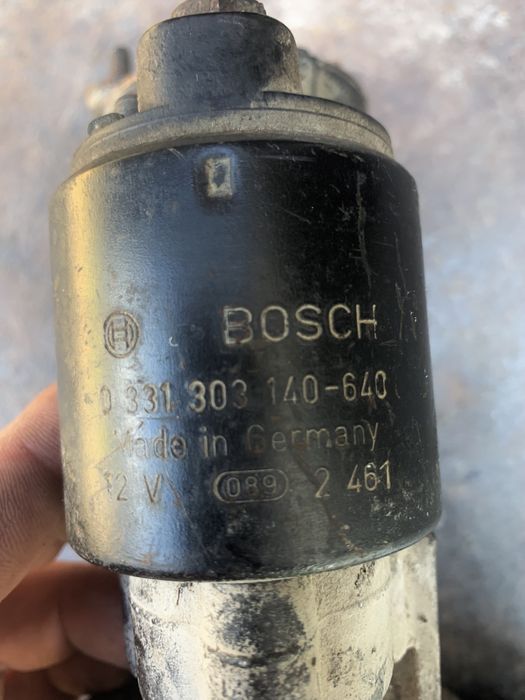 BOSCH
0 331 303 140-640
Made in Germany
12 V 089 2 461